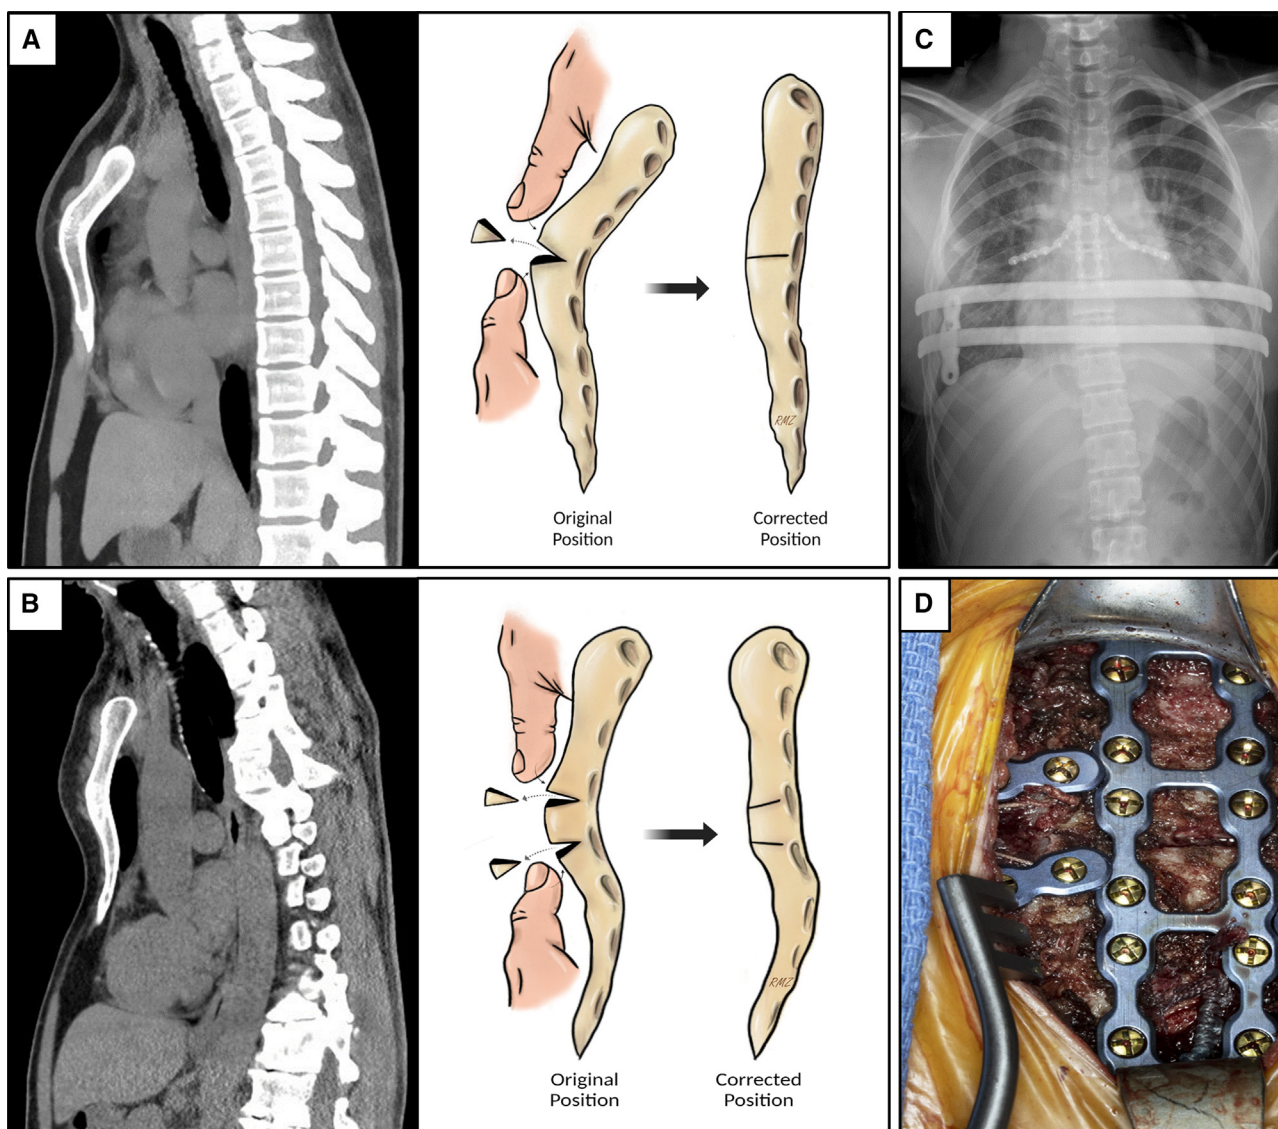 A
Original
Position
Corrected
Position
RMZ
C
B
Original
Position
Corrected
Position
RMZ
D